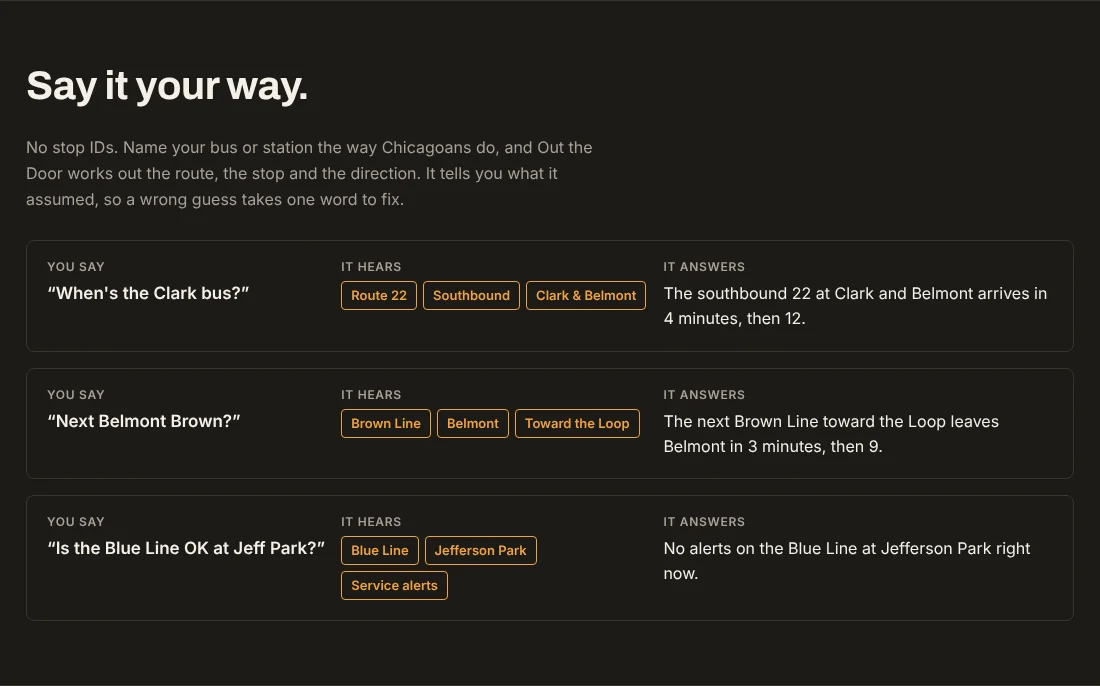 Say it your way.
No stop IDs. Name your bus or station the way Chicagoans do, and Out the
Door works out the route, the stop and the direction. It tells you what it
assumed, so a wrong guess takes one word to fix.
YOU SAY
“When's the Clark bus?”
IT HEARS
Route 22 Southbound Clark & Belmont
IT ANSWERS
The southbound 22 at Clark and Belmont arrives in
4 minutes, then 12.
YOU SAY
“Next Belmont Brown?”
IT HEARS
Brown Line Belmont Toward the Loop
IT ANSWERS
The next Brown Line toward the Loop leaves
Belmont in 3 minutes, then 9.
YOU SAY
“Is the Blue Line OK at Jeff Park?”
IT HEARS
Blue Line Jefferson Park
Service alerts
IT ANSWERS
No alerts on the Blue Line at Jefferson Park right
now.